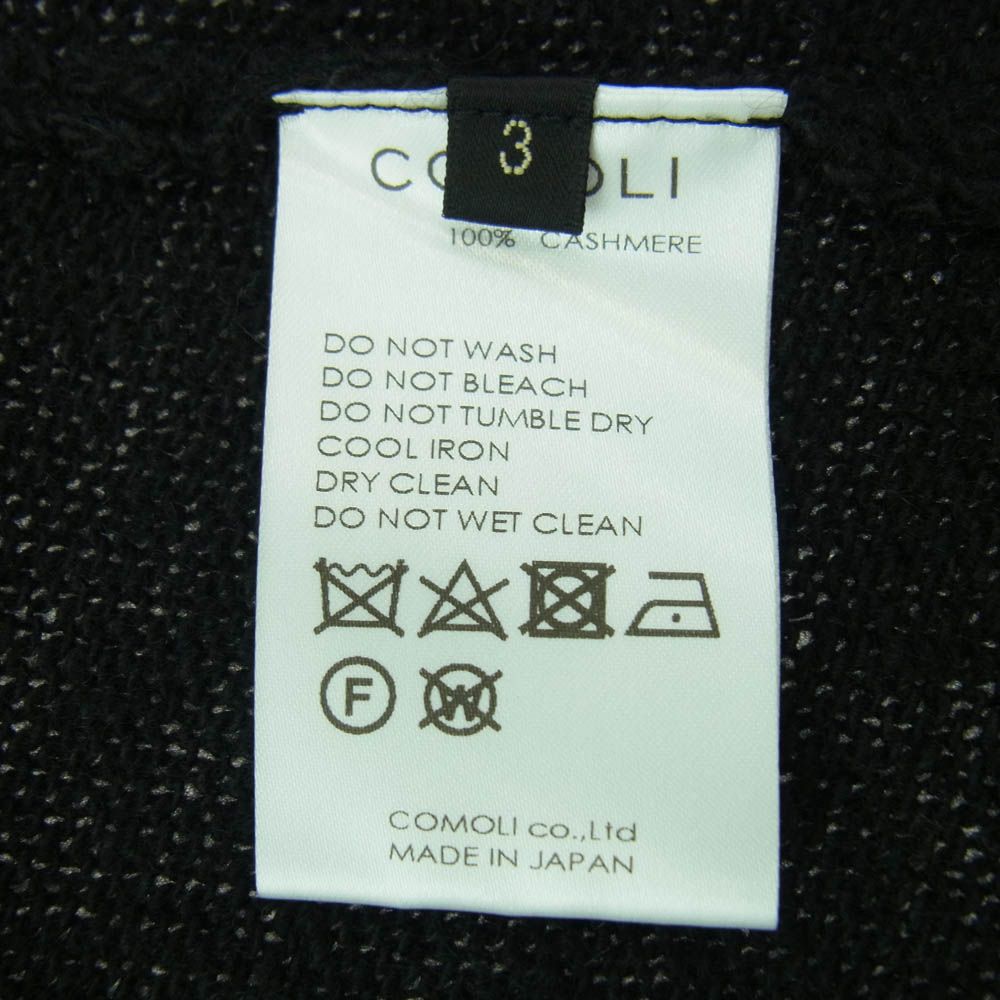 3
COMOLI
100% CASHMERE
DO NOT WASH
DO NOT BLEACH
DO NOT TUMBLE DRY
COOL IRON
DRY CLEAN
DO NOT WET CLEAN
F W
COMOLI co.,Ltd
MADE IN JAPAN